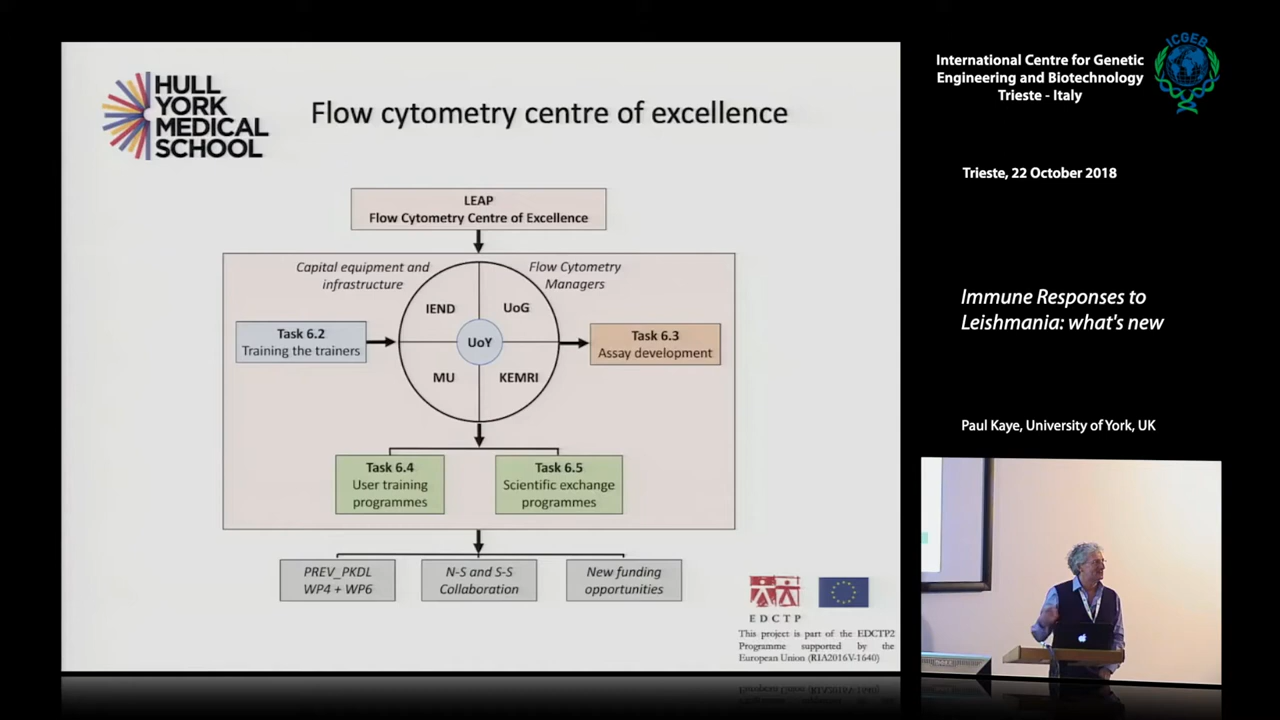 HULL
YORK
MEDICAL
SCHOOL
Flow cytometry centre of excellence
LEAP
Flow Cytometry Centre of Excellence
Capital equipment and
infrastructure
Flow Cytometry
Managers
IEND
UoG
UoY
MU
KEMRI
Task 6.2
Training the trainers
Task 6.3
Assay development
Task 6.4
User training
programmes
Task 6.5
Scientific exchange
programmes
PREV_PKDL
WP4 + WP6
N-S and S-S
Collaboration
New funding
opportunities
EDCTP
This project is part of the EDCTP2
Programme supported by the
European Union (RIA2016V-1640)
International Centre for Genetic
Engineering and Biotechnology
Trieste - Italy
ICGEB
Trieste, 22 October 2018
Immune Responses to
Leishmania: what's new
Paul Kaye, University of York, UK